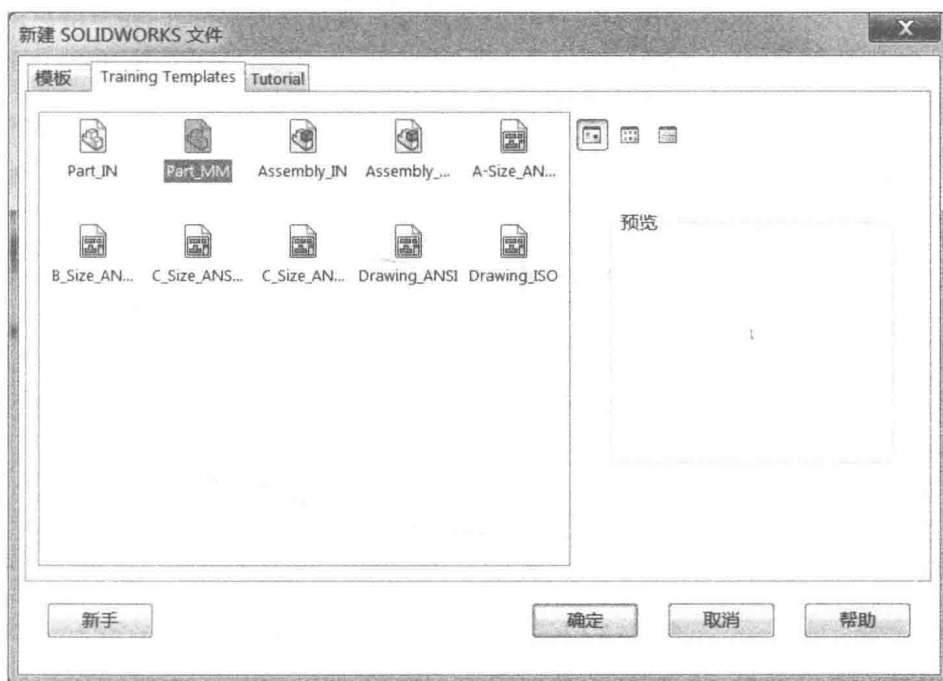 新建 SOLIDWORKS 文件
模板 Training Templates Tutorial
Part_IN Part_MM Assembly_IN Assembly_... A-Size_AN...
预览
B_Size_AN... C_Size_ANS... C_Size_AN... Drawing_ANSI Drawing_ISO
新手 确定 取消 帮助